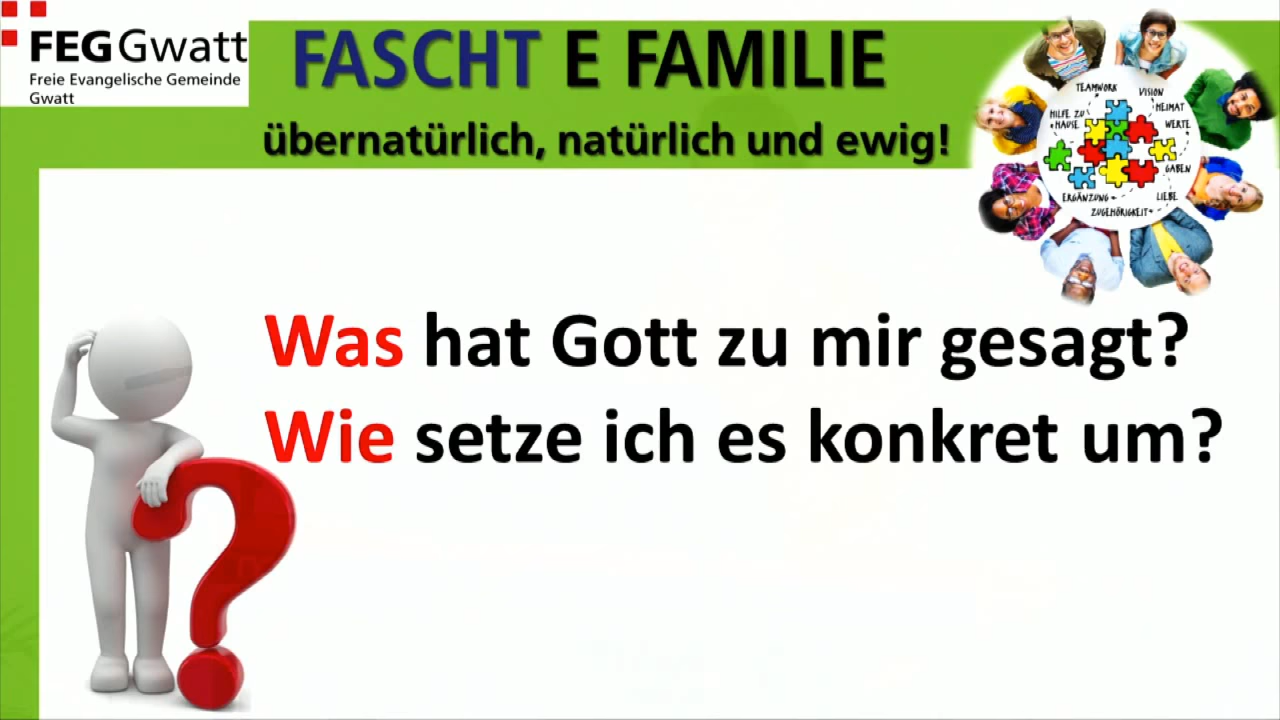 FEG Gwatt
Freie Evangelische Gemeinde
Gwatt
FASCHT E FAMILIE
übernatürlich, natürlich und ewig!
TEAMWORK
VISION
HEIMAT
HILFE ZU
HAUSE
WERTE
GABEN
ERGÄNZUNG
LIEBE
ZUGEHÖRIGKEIT
Was hat Gott zu mir gesagt?
Wie setze ich es konkret um?